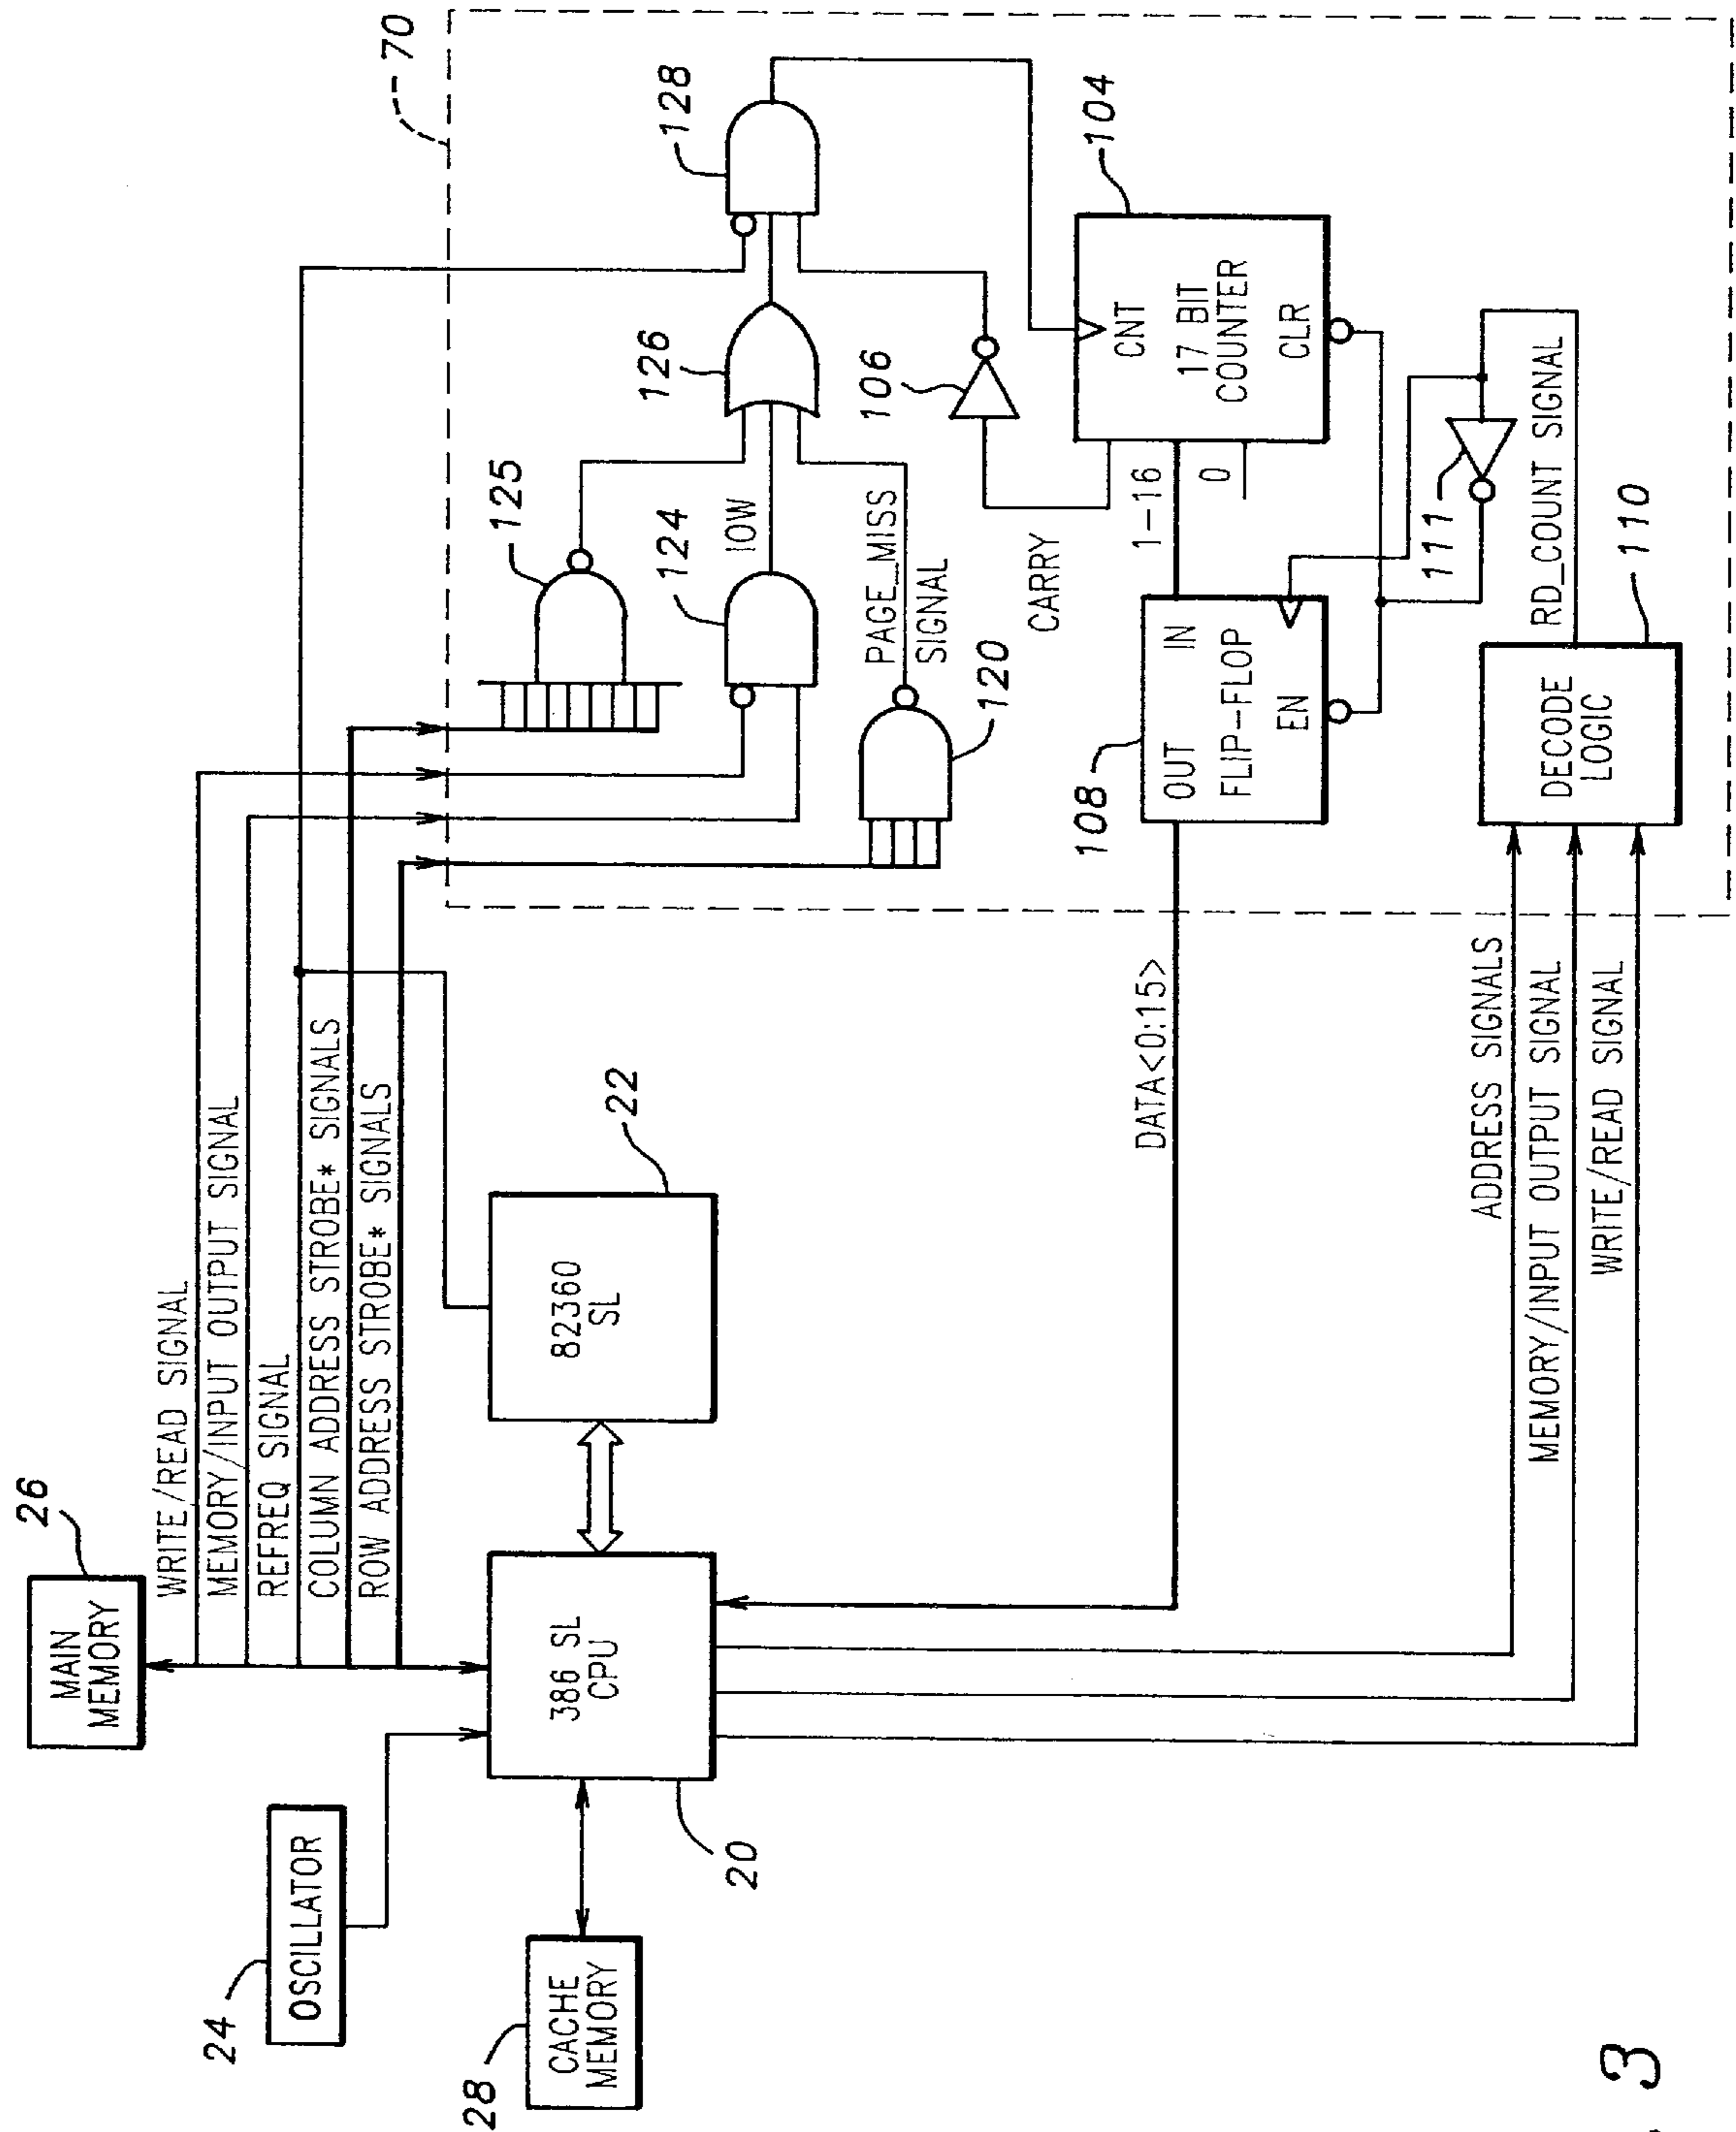 26
MAIN
MEMORY
24
OSCILLATOR
28
CACHE
MEMORY
20
386 SL
CPU
22
82360
SL
WRITE/READ SIGNAL
MEMORY/INPUT OUTPUT SIGNAL
REFREQ SIGNAL
COLUMN ADDRESS STROBE* SIGNALS
ROW ADDRESS STROBE* SIGNALS
70
125
124
IOW
126
128
PAGE_MISS
SIGNAL
120
106
CARRY
104
CNT
17 BIT
COUNTER
CLR
1-16
0
108
OUT
IN
FLIP-FLOP
EN
DATA<0:15>
111
RD_COUNT SIGNAL
110
DECODE
LOGIC
ADDRESS SIGNALS
MEMORY/INPUT OUTPUT SIGNAL
WRITE/READ SIGNAL
3